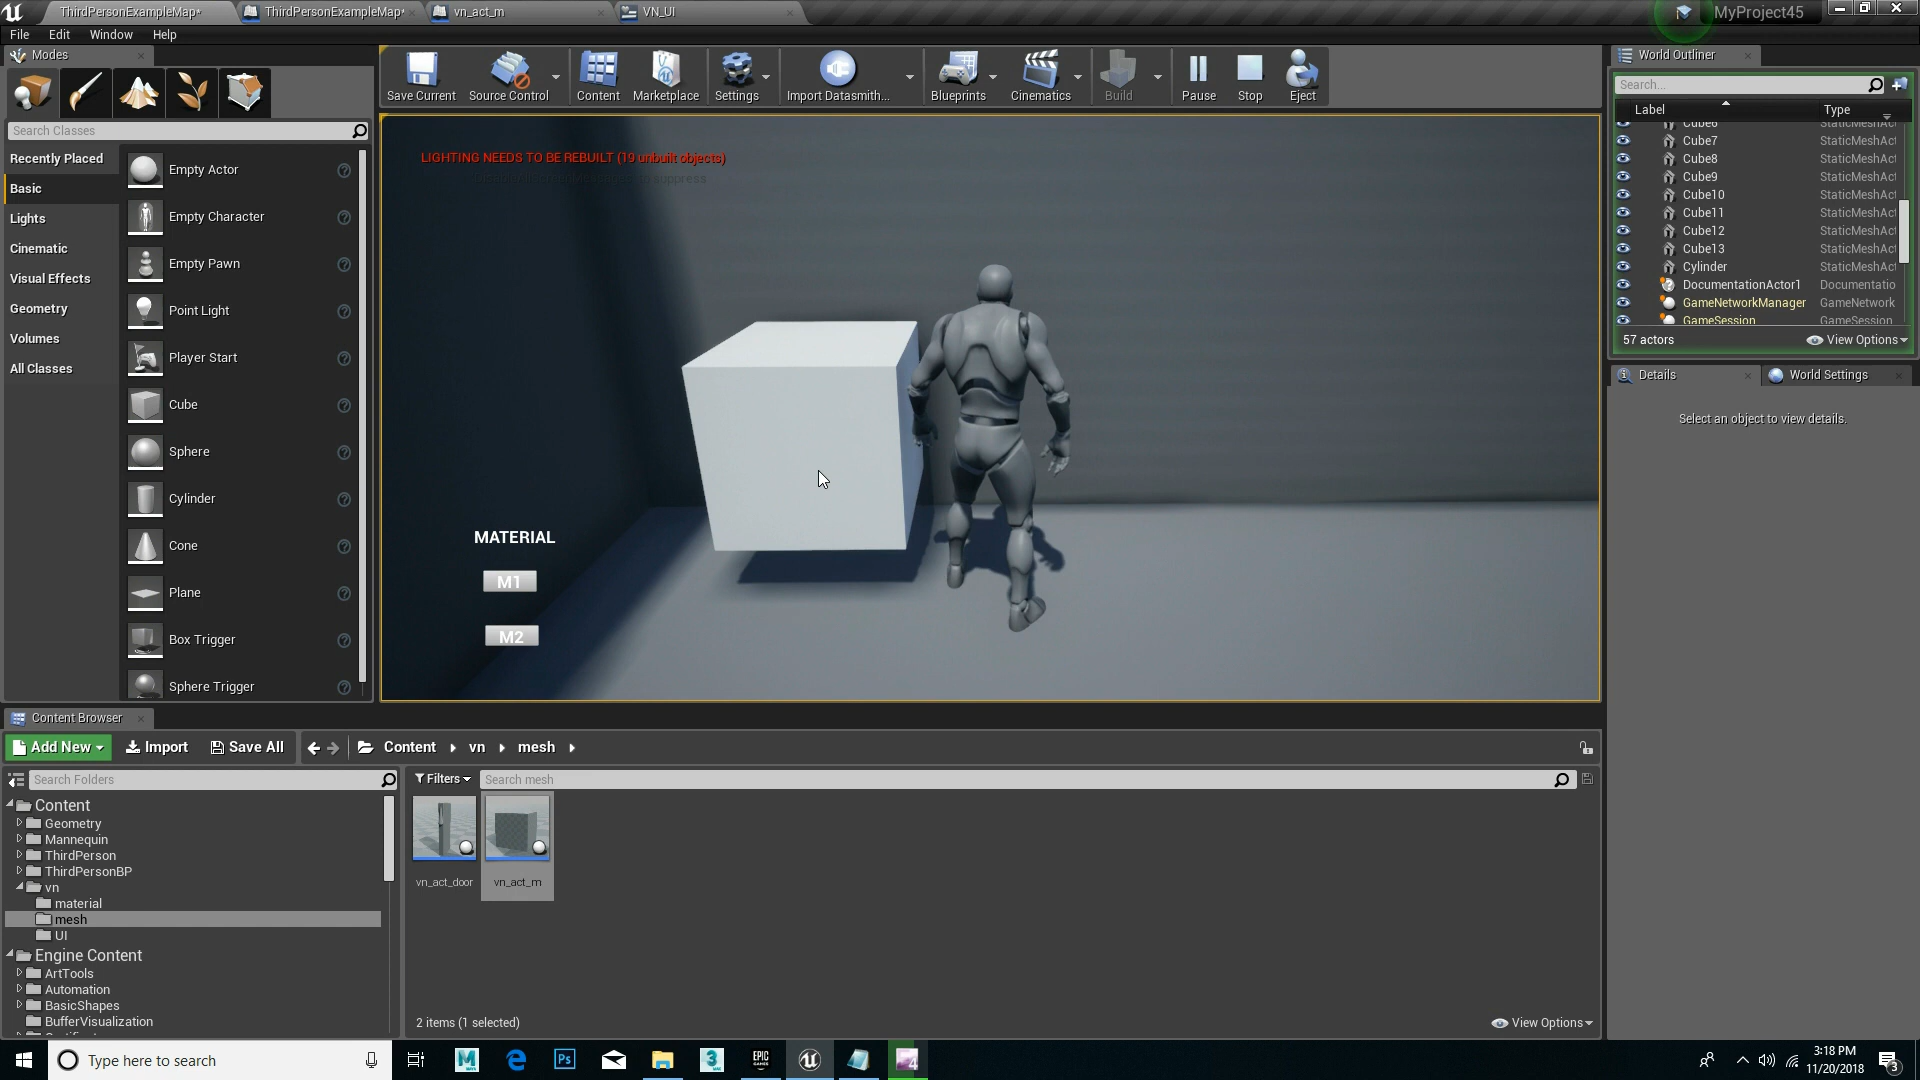 ThirdPersonExampleMap*
ThirdPersonExampleMap*
vn_act_m
VN_UI
MyProject45
File Edit Window Help
Modes
Search Classes
Recently Placed
Basic
Lights
Cinematic
Visual Effects
Geometry
Volumes
All Classes
Empty Actor
Empty Character
Empty Pawn
Point Light
Player Start
Cube
Sphere
Cylinder
Cone
Plane
Box Trigger
Sphere Trigger
Save Current
Source Control
Content
Marketplace
Settings
Import Datasmith...
Blueprints
Cinematics
Build
Pause
Stop
Eject
LIGHTING NEEDS TO BE REBUILT (19 unbuilt objects)
MATERIAL
M1
M2
World Outliner
Search...
Label Type
Cube6 StaticMeshAct
Cube7 StaticMeshAct
Cube8 StaticMeshAct
Cube9 StaticMeshAct
Cube10 StaticMeshAct
Cube11 StaticMeshAct
Cube12 StaticMeshAct
Cube13 StaticMeshAct
Cylinder StaticMeshAct
DocumentationActor1 Documentatio
GameNetworkManager GameNetwork
GameSession GameSession
57 actors View Options
Details
World Settings
Select an object to view details.
Content Browser
Add New Import Save All Content vn mesh
Search Folders
Content
Geometry
Mannequin
ThirdPerson
ThirdPersonBP
vn
material
mesh
UI
Engine Content
ArtTools
Automation
BasicShapes
BufferVisualization
Filters
Search mesh
vn_act_door
vn_act_m
2 items (1 selected)
View Options
Type here to search
Ps
3
EPIC GAMES
4
3:18 PM
11/20/2018
3